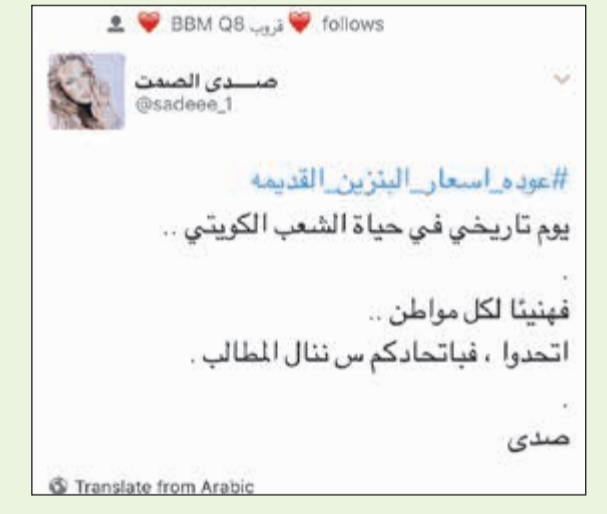 ❤️ BBM Q8 قروب ❤️ follows
صـــدى الصمت
@sadeee_1
#عوده_اسعار_البنزين_القديمه
يوم تاريخي في حياة الشعب الكويتي ..
.
فهنيئا لكل مواطن ..
اتحدوا ، فباتحادكم س ننال المطالب .
.
صدى
Translate from Arabic